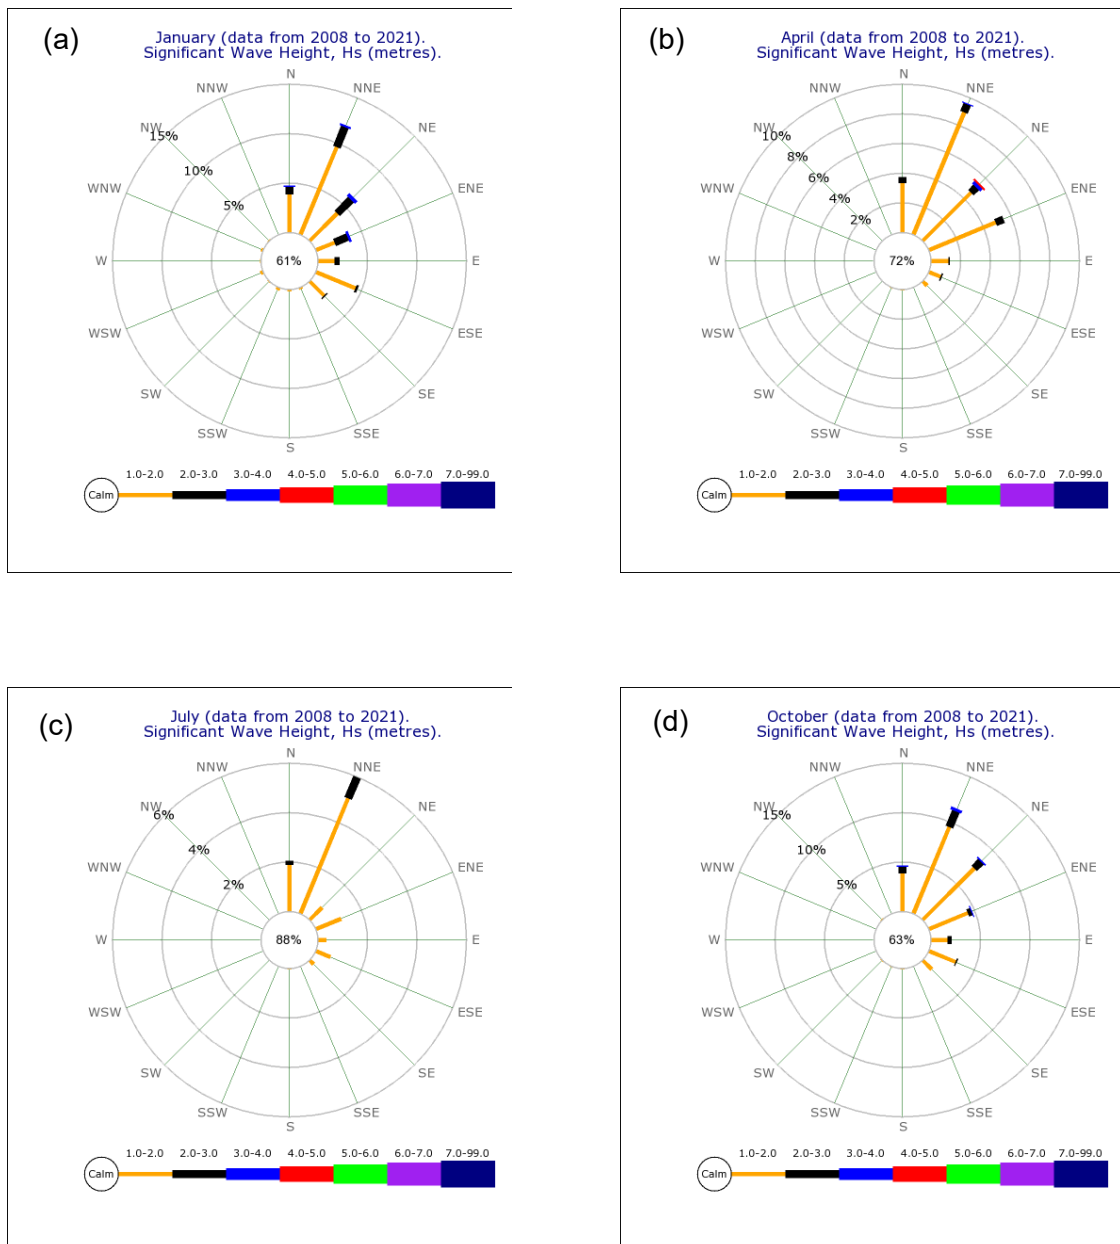 (a)
January (data from 2008 to 2021).
Significant Wave Height, Hs (metres).
N
NNW
NNE
NW
NE
15%
10%
5%
WNW
ENE
W
61%
E
WSW
ESE
SW
SE
SSW
SSE
S
1.0-2.0 2.0-3.0 3.0-4.0 4.0-5.0 5.0-6.0 6.0-7.0 7.0-99.0
Calm
(b)
April (data from 2008 to 2021).
Significant Wave Height, Hs (metres).
N
NNW
NNE
NW
NE
10%
8%
6%
4%
2%
WNW
ENE
W
72%
E
WSW
ESE
SW
SE
SSW
SSE
S
1.0-2.0 2.0-3.0 3.0-4.0 4.0-5.0 5.0-6.0 6.0-7.0 7.0-99.0
Calm
(c)
July (data from 2008 to 2021).
Significant Wave Height, Hs (metres).
N
NNW
NNE
NW
NE
6%
4%
2%
WNW
ENE
W
88%
E
WSW
ESE
SW
SE
SSW
SSE
S
1.0-2.0 2.0-3.0 3.0-4.0 4.0-5.0 5.0-6.0 6.0-7.0 7.0-99.0
Calm
(d)
October (data from 2008 to 2021).
Significant Wave Height, Hs (metres).
N
NNW
NNE
NW
NE
15%
10%
5%
WNW
ENE
W
63%
E
WSW
ESE
SW
SE
SSW
SSE
S
1.0-2.0 2.0-3.0 3.0-4.0 4.0-5.0 5.0-6.0 6.0-7.0 7.0-99.0
Calm